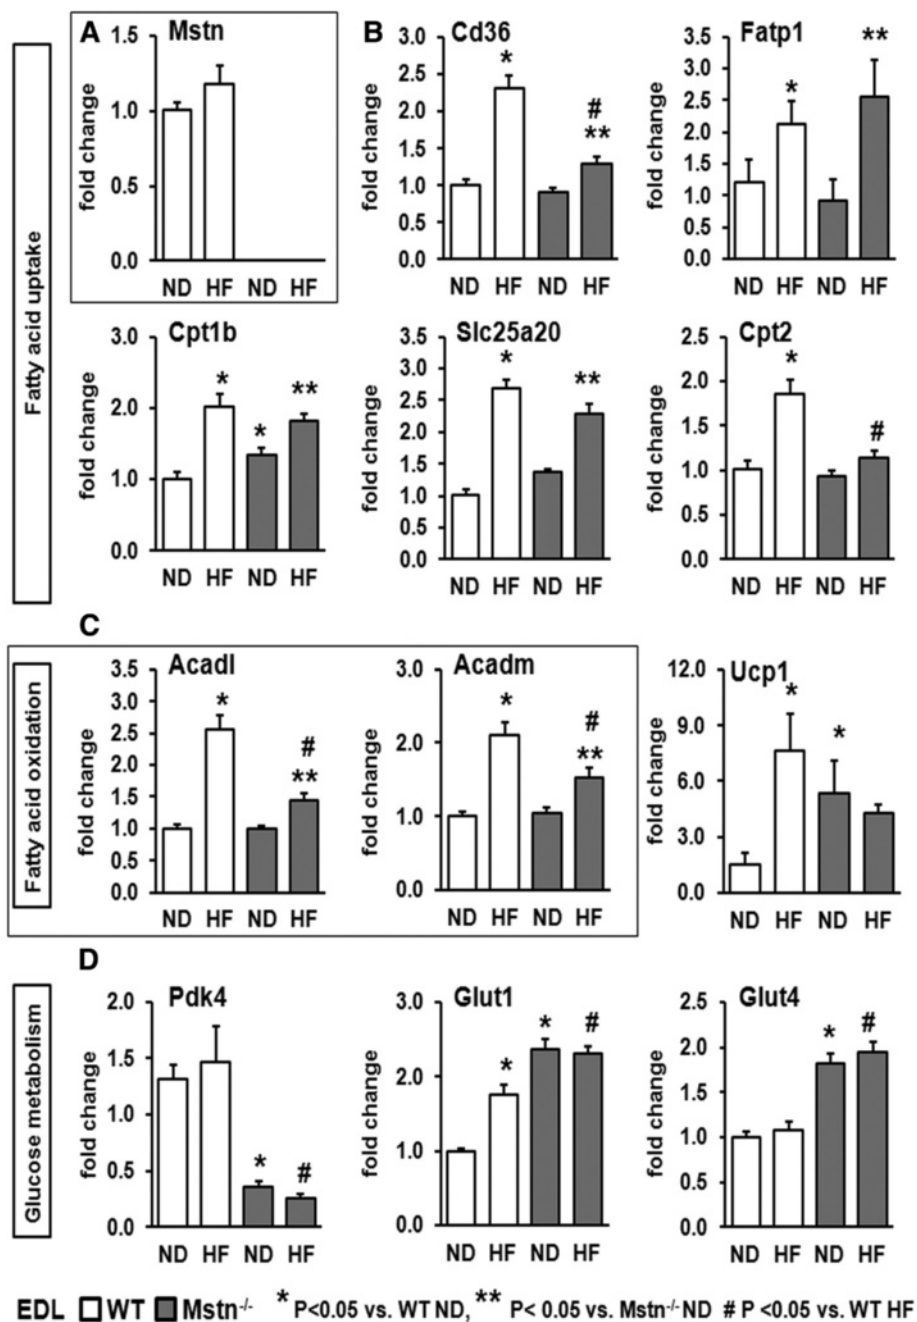 A
Mstn
fold change
1.5
1.0
0.5
0.0
ND HF ND HF
B
Cd36
fold change
3.0
2.5
2.0
1.5
1.0
0.5
0.0
*
#
**
ND HF ND HF
Fatp1
fold change
3.5
3.0
2.5
2.0
1.5
1.0
0.5
0.0
*
**
ND HF ND HF
Fatty acid uptake
Cpt1b
fold change
3.0
2.0
1.0
0.0
*
*
**
ND HF ND HF
Slc25a20
fold change
3.5
3.0
2.5
2.0
1.5
1.0
0.5
0.0
*
**
ND HF ND HF
Cpt2
fold change
2.5
2.0
1.5
1.0
0.5
0.0
*
#
ND HF ND HF
C
Fatty acid oxidation
Acadl
fold change
3.5
3.0
2.5
2.0
1.5
1.0
0.5
0.0
*
#
**
ND HF ND HF
Acadm
fold change
3.0
2.0
1.0
0.0
*
#
**
ND HF ND HF
Ucp1
fold change
12.0
9.0
6.0
3.0
0.0
*
*
ND HF ND HF
D
Glucose metabolism
Pdk4
fold change
2.0
1.5
1.0
0.5
0.0
*
#
ND HF ND HF
Glut1
fold change
3.0
2.0
1.0
0.0
*
*
#
ND HF ND HF
Glut4
fold change
2.5
2.0
1.5
1.0
0.5
0.0
*
#
ND HF ND HF
EDL WT Mstn-/- * P<0.05 vs. WT ND, ** P< 0.05 vs. Mstn-/- ND # P <0.05 vs. WT HF